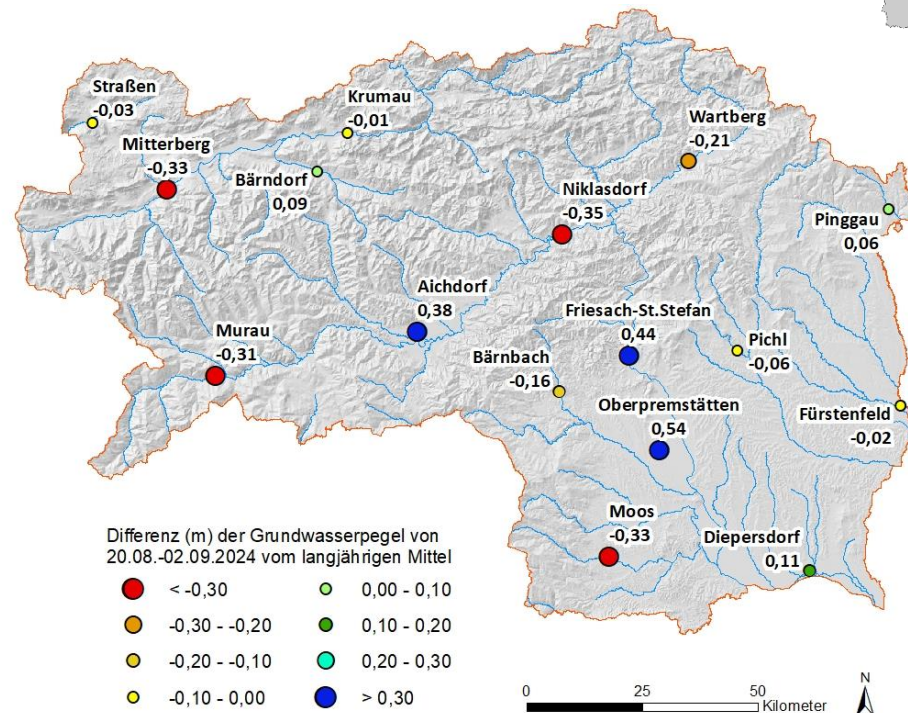 Straßen
-0,03
Krumau
-0,01
Wartberg
-0,21
Mitterberg
-0,33
Bärndorf
0,09
Niklasdorf
-0,35
Pinggau
0,06
Aichdorf
0,38
Friesach-St.Stefan
0,44
Murau
-0,31
Pichl
-0,06
Bärnbach
-0,16
Oberpremstätten
0,54
Fürstenfeld
-0,02
Moos
-0,33
Diepersdorf
0,11
Differenz (m) der Grundwasserpegel von
20.08.-02.09.2024 vom langjährigen Mittel
< -0,30
-0,30 - -0,20
-0,20 - -0,10
-0,10 - 0,00
0,00 - 0,10
0,10 - 0,20
0,20 - 0,30
> 0,30
0 25 50
Kilometer
N